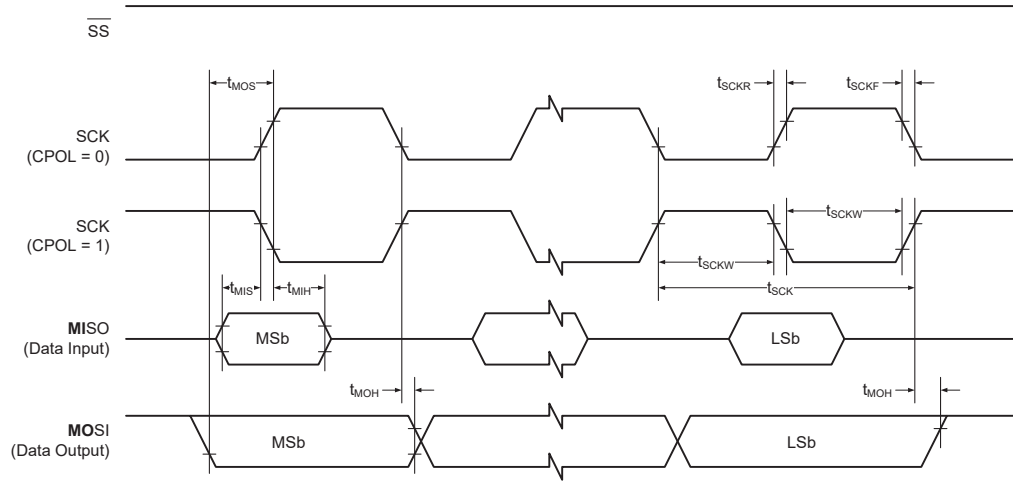 SS
tMOS
tSCKR
tSCKF
SCK
(CPOL = 0)
SCK
(CPOL = 1)
tSCKW
tSCKW
tSCK
tMIS
tMIH
MISO
(Data Input)
MSb
LSb
tMOH
tMOH
MOSI
(Data Output)
MSb
LSb